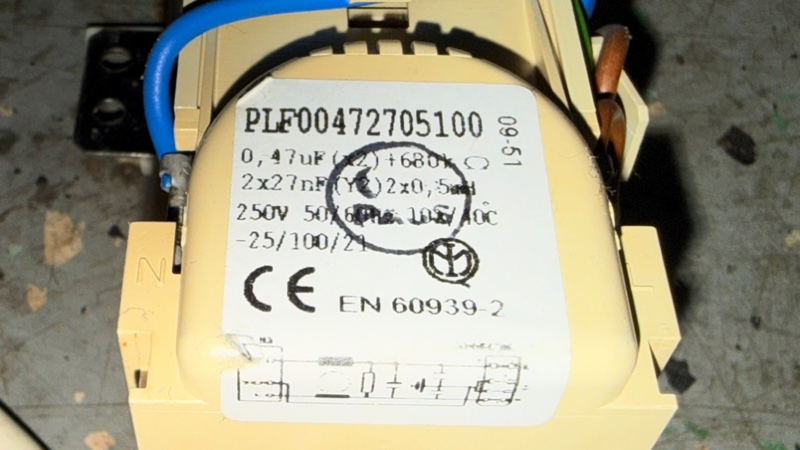 PLF00472705100
09-51
0,47uF(x2)+680k Ω
2x27nF(Y2)2x0,5mH
250V 50/60Hz 10A/40C
-25/100/21
CE EN 60939-2
N
L